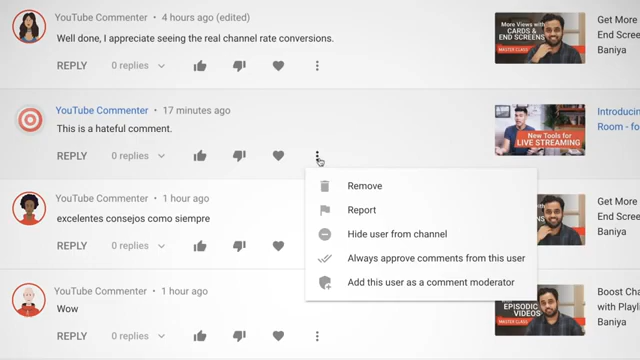 YouTube Commenter • 4 hours ago (edited)
Well done, I appreciate seeing the real channel rate conversions.
REPLY 0 replies
More Views with
CARDS &
END SCREENS
MASTER CLASS
Get More
End Scree
Baniya
YouTube Commenter • 17 minutes ago
This is a hateful comment.
REPLY 0 replies
New Tools for
LIVE STREAMING
Introducin
Room - fo
Remove
Report
Hide user from channel
Always approve comments from this user
Add this user as a comment moderator
YouTube Commenter • 1 hour ago
excelentes consejos como siempre
REPLY 0 replies
Get More
End Scree
Baniya
YouTube Commenter • 1 hour ago
Wow
REPLY 0 replies
EPISODIC
VIDEOS
MASTER CLASS
Boost Cha
with Playli
Baniya